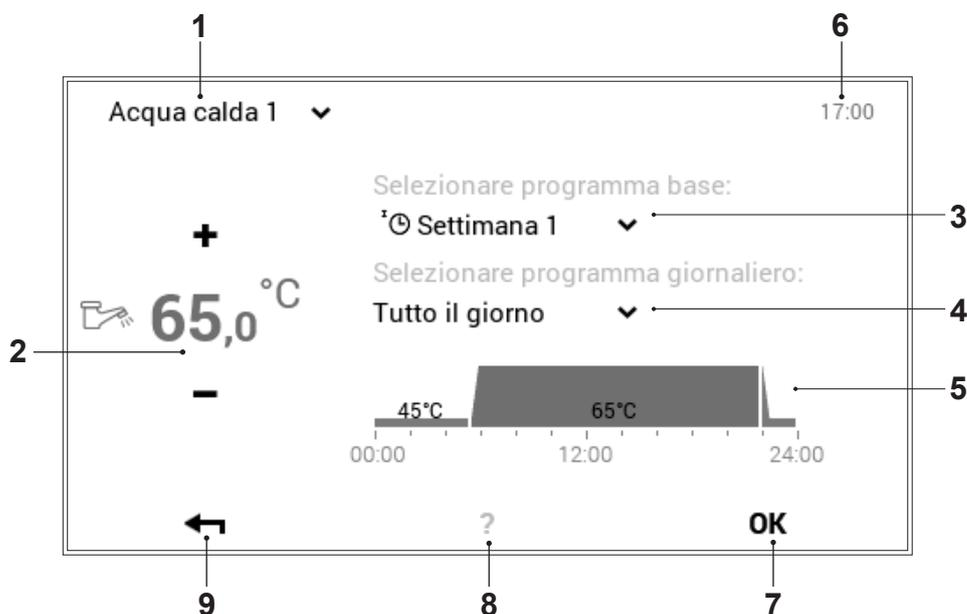 1
6
Acqua calda 1
17:00
Selezionare programma base:
Settimana 1
3
Selezionare programma giornaliero:
Tutto il giorno
4
65,0 °C
2
5
45°C
65°C
00:00
12:00
24:00
?
OK
9
8
7